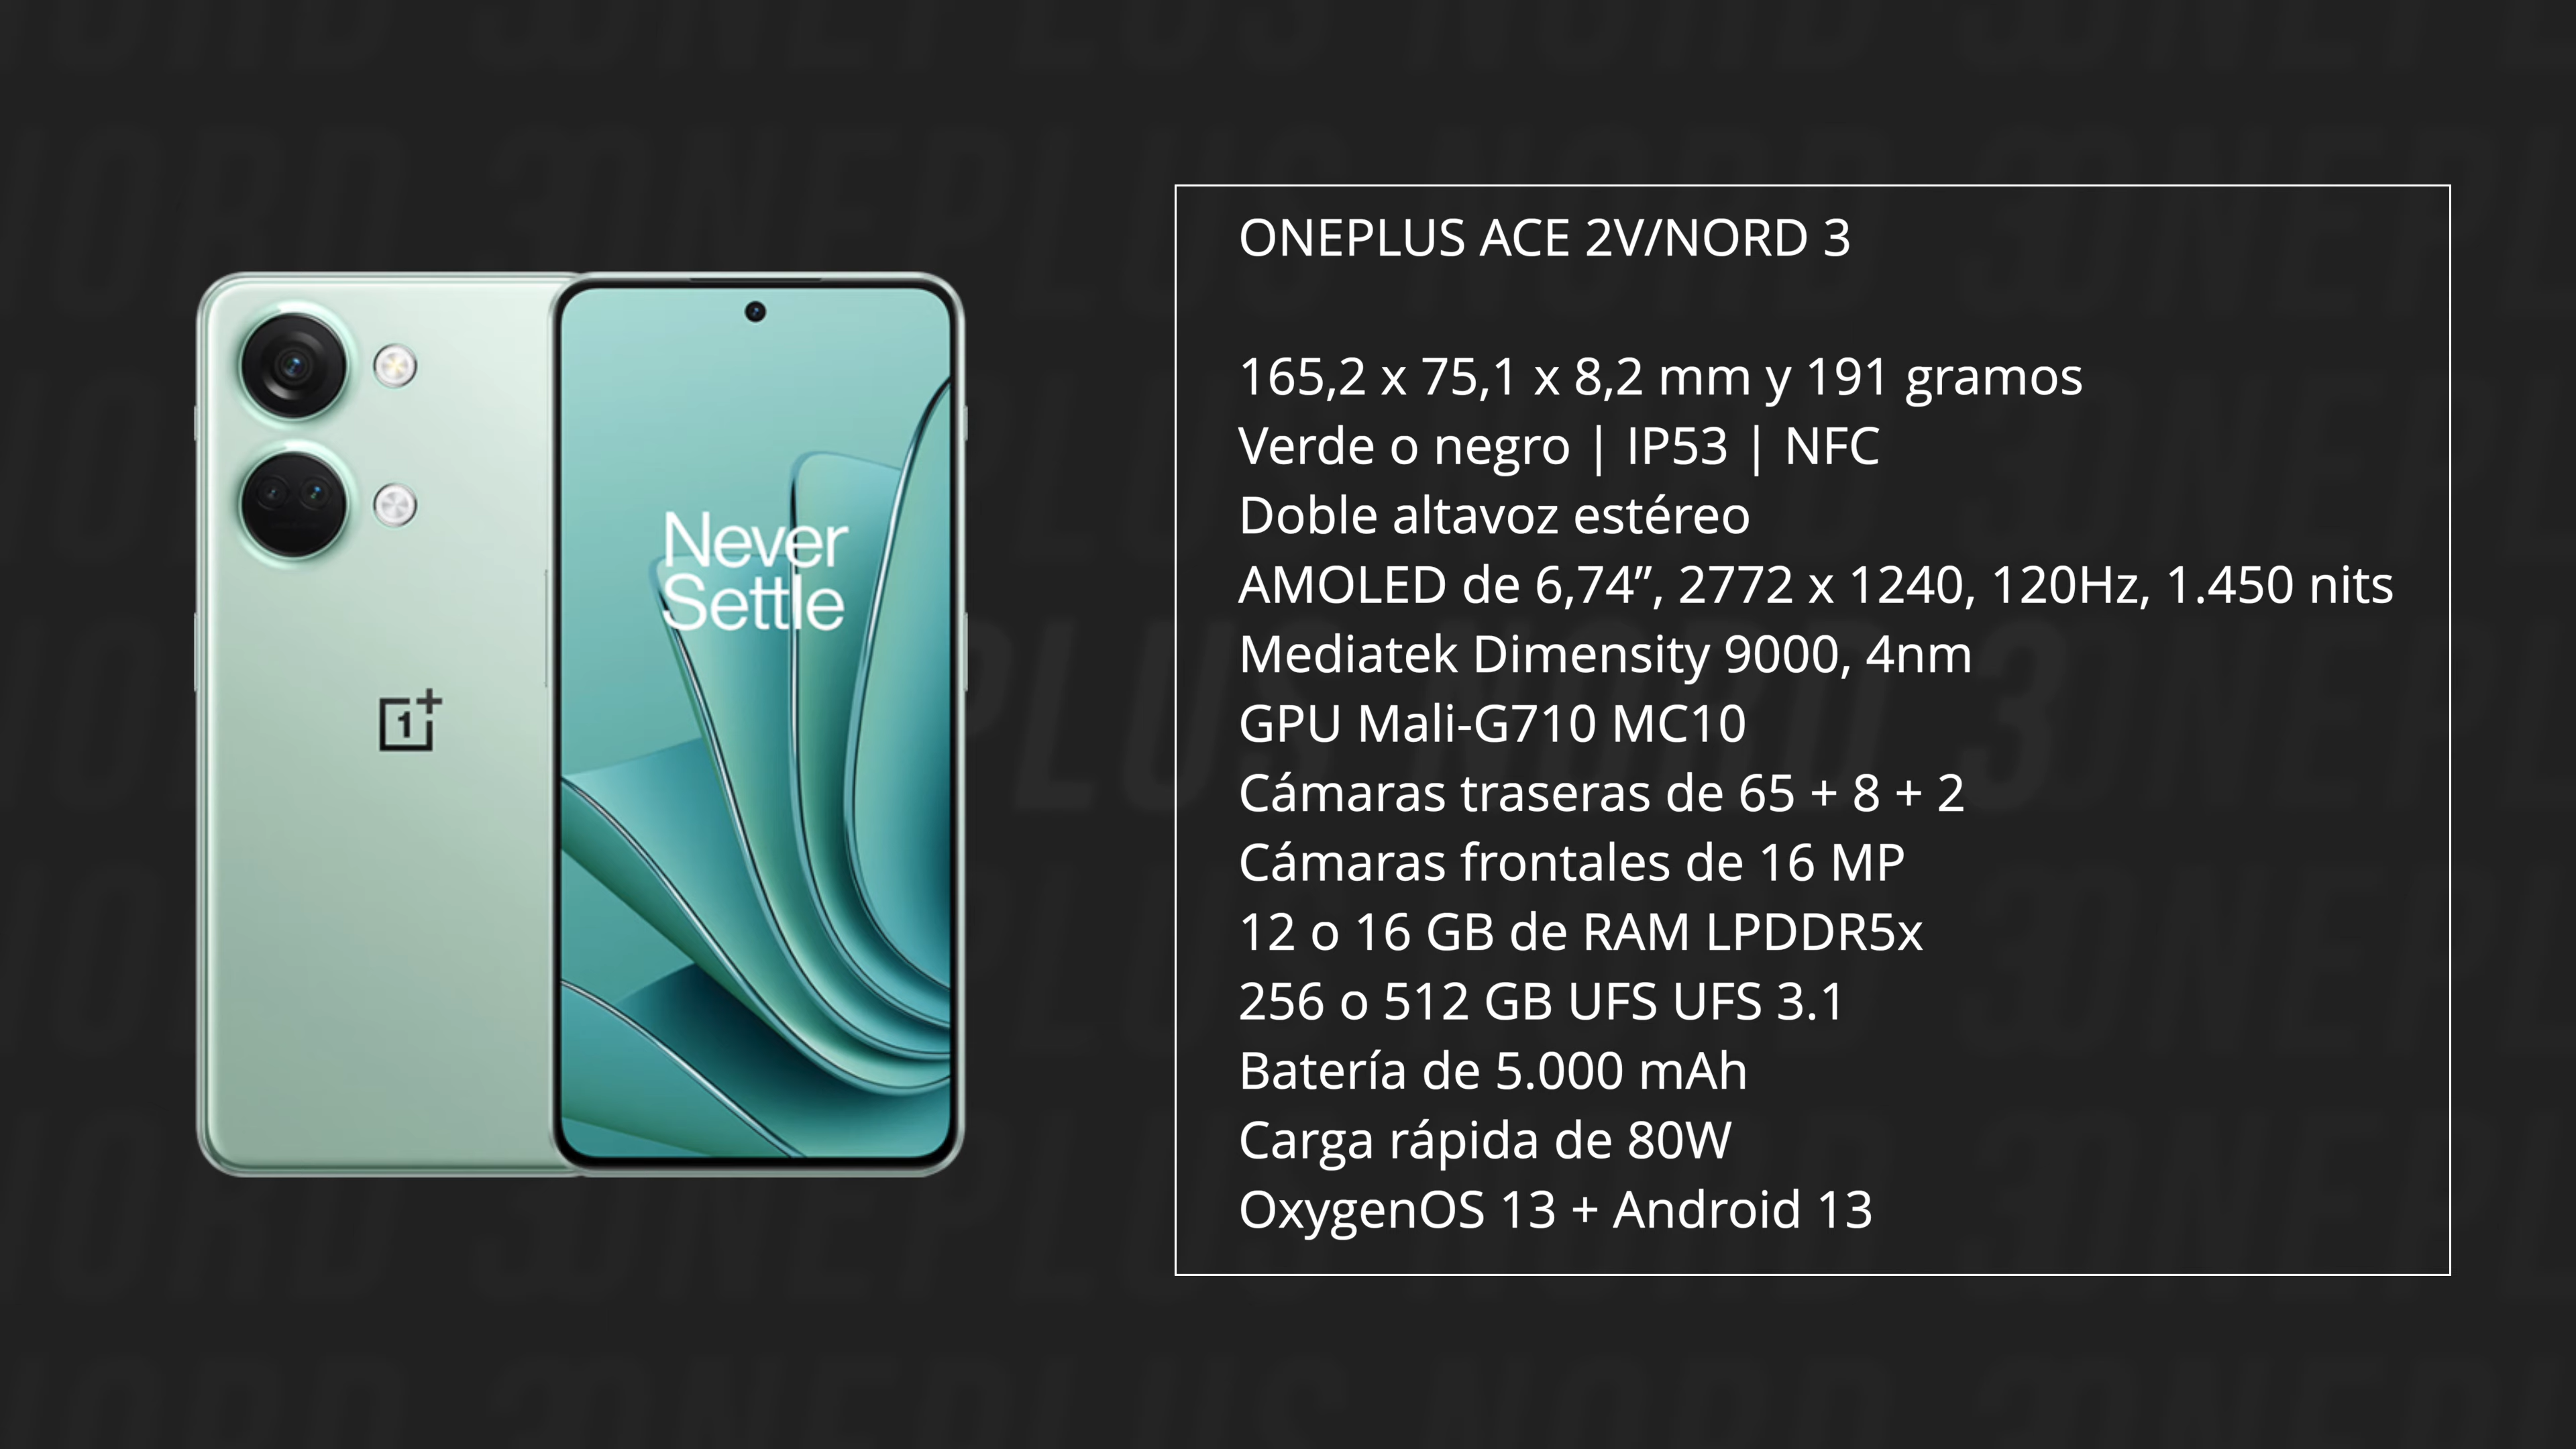 Never
Settle
1+
ONEPLUS ACE 2V/NORD 3
165,2 x 75,1 x 8,2 mm y 191 gramos
Verde o negro | IP53 | NFC
Doble altavoz estéreo
AMOLED de 6,74”, 2772 x 1240, 120Hz, 1.450 nits
Mediatek Dimensity 9000, 4nm
GPU Mali-G710 MC10
Cámaras traseras de 65 + 8 + 2
Cámaras frontales de 16 MP
12 o 16 GB de RAM LPDDR5x
256 o 512 GB UFS UFS 3.1
Batería de 5.000 mAh
Carga rápida de 80W
OxygenOS 13 + Android 13